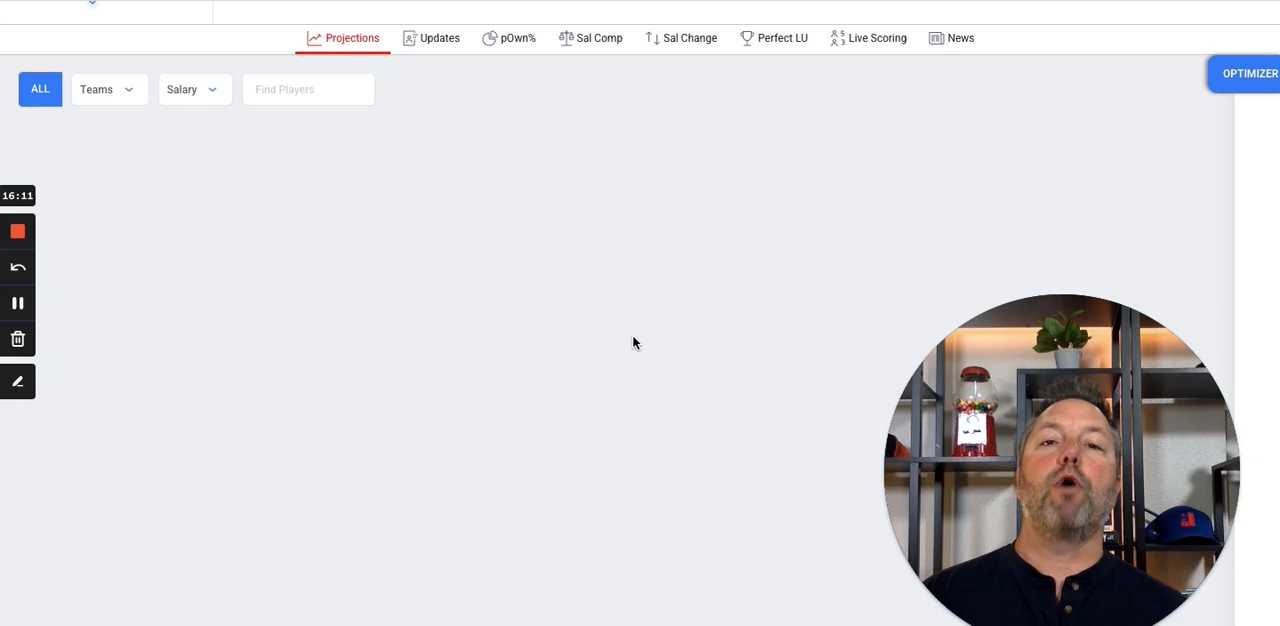 Projections
Updates
pOwn%
Sal Comp
Sal Change
Perfect LU
Live Scoring
News
ALL
Teams
Salary
Find Players
OPTIMIZER
16:11